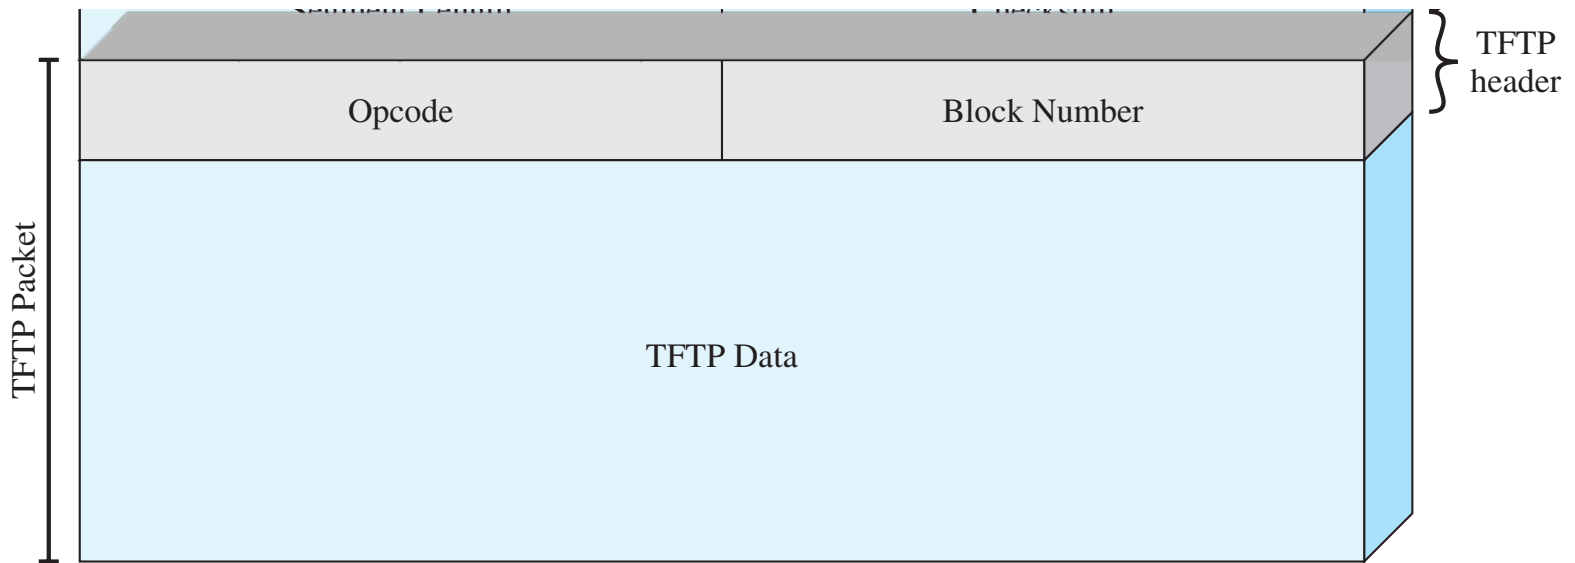 TFTP
header
Opcode
Block Number
TFTP Packet
TFTP Data